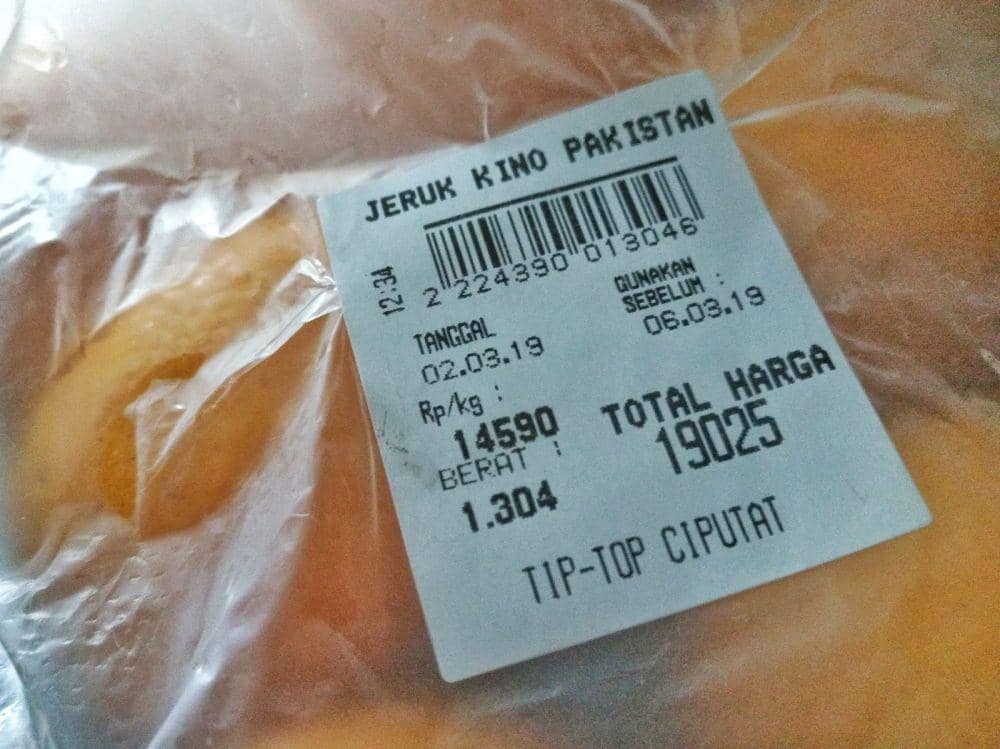 JERUK KINO PAKISTAN
2 224390 013046
12:34
TANGGAL
02.03.19
GUNAKAN
SEBELUM :
06.03.19
Rp/kg :
14590
BERAT :
1.304
TOTAL HARGA
19025
TIP-TOP CIPUTAT